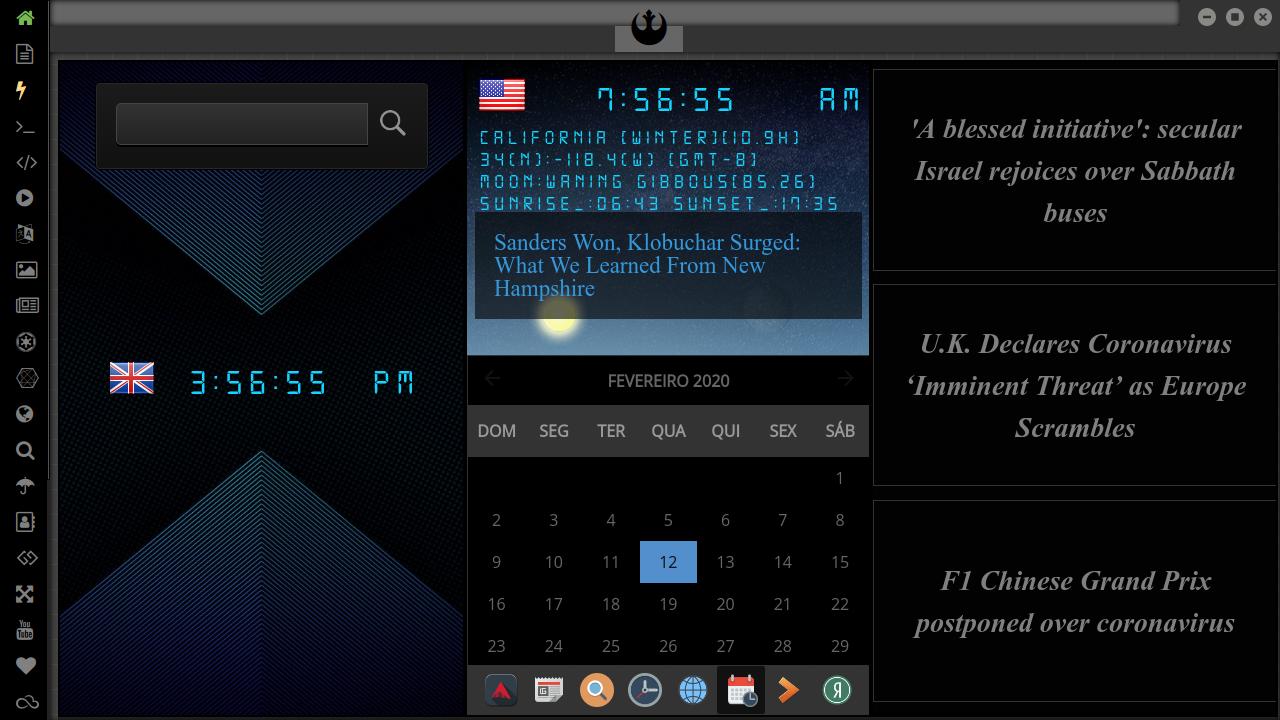 7:56:55 AM
CALIFORNIA (WINTER)(10.9H)
34(N):-118.4(W) (GMT-8)
MOON:WANING GIBBOUS(85.26)
SUNRISE_:06:43 SUNSET_:17:35
Sanders Won, Klobuchar Surged:
What We Learned From New
Hampshire
3:56:55 PM
FEVEREIRO 2020
DOM SEG TER QUA QUI SEX SÁB
1
2 3 4 5 6 7 8
9 10 11 12 13 14 15
16 17 18 19 20 21 22
23 24 25 26 27 28 29
'A blessed initiative': secular
Israel rejoices over Sabbath
buses
U.K. Declares Coronavirus
‘Imminent Threat’ as Europe
Scrambles
F1 Chinese Grand Prix
postponed over coronavirus
You
Tube
Я